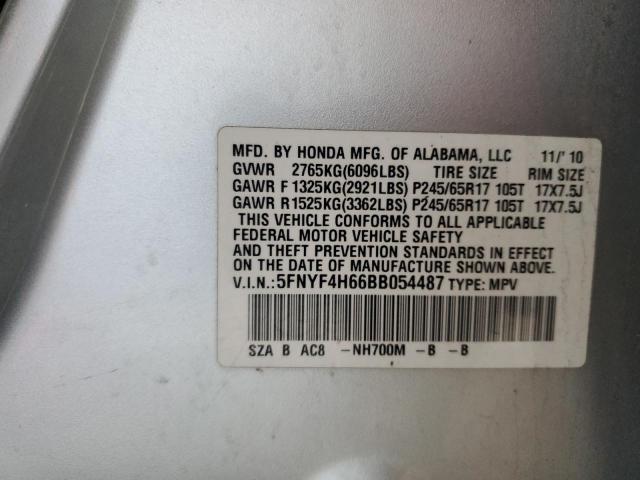 MFD. BY HONDA MFG. OF ALABAMA, LLC 11/'10
GVWR 2765KG(6096LBS) TIRE SIZE RIM SIZE
GAWR F 1325KG(2921LBS) P245/65R17 105T 17X7.5J
GAWR R1525KG(3362LBS) P245/65R17 105T 17X7.5J
THIS VEHICLE CONFORMS TO ALL APPLICABLE
FEDERAL MOTOR VEHICLE SAFETY
AND THEFT PREVENTION STANDARDS IN EFFECT
ON THE DATE OF MANUFACTURE SHOWN ABOVE.
V.I.N.:5FNYF4H66BB054487 TYPE: MPV
SZA B AC8 -NH700M -B -B